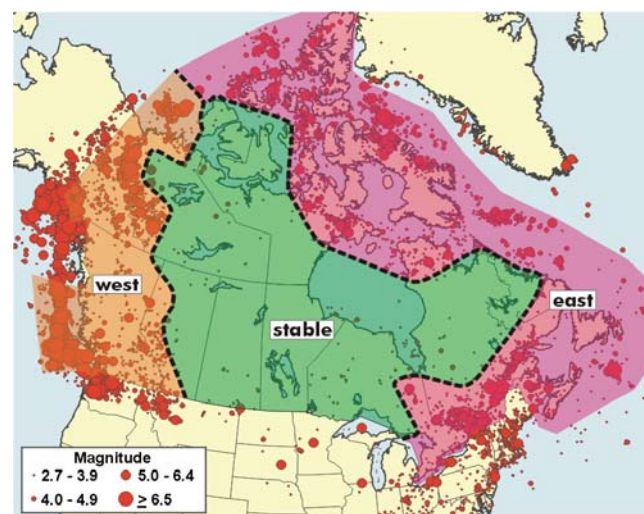 west
east
stable
Magnitude
2.7 - 3.9
5.0 - 6.4
4.0 - 4.9
≥ 6.5